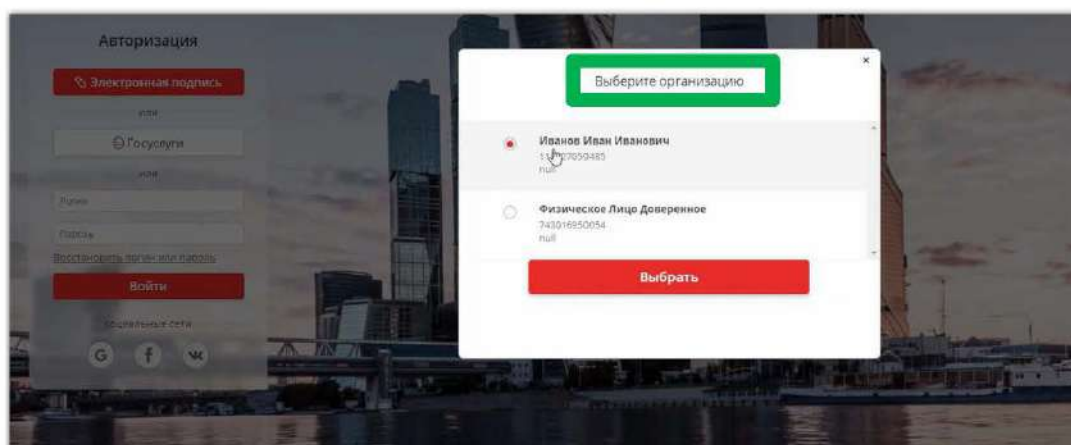 Авторизация
Электронная подпись
или
Госуслуги
или
Логин
Пароль
Восстановить логин или пароль
Войти
социальные сети
G f
Выберите организацию
×
Иванов Иван Иванович
null
Физическое Лицо Доверенное
743016950054
null
Выбрать